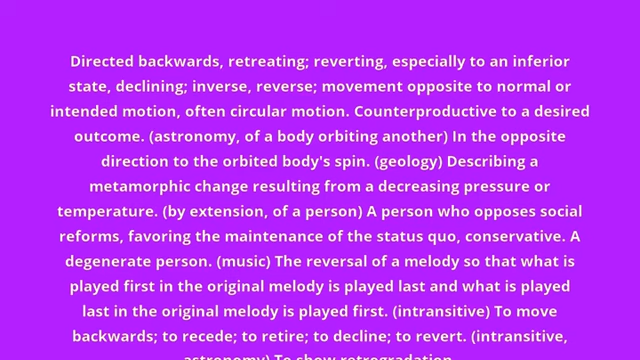 Directed backwards, retreating; reverting, especially to an inferior
state, declining; inverse, reverse; movement opposite to normal or
intended motion, often circular motion. Counterproductive to a desired
outcome. (astronomy, of a body orbiting another) In the opposite
direction to the orbited body's spin. (geology) Describing a
metamorphic change resulting from a decreasing pressure or
temperature. (by extension, of a person) A person who opposes social
reforms, favoring the maintenance of the status quo, conservative. A
degenerate person. (music) The reversal of a melody so that what is
played first in the original melody is played last and what is played
last in the original melody is played first. (intransitive) To move
backwards; to recede; to retire; to decline; to revert. (intransitive,
astronomy) To show retrogradation.